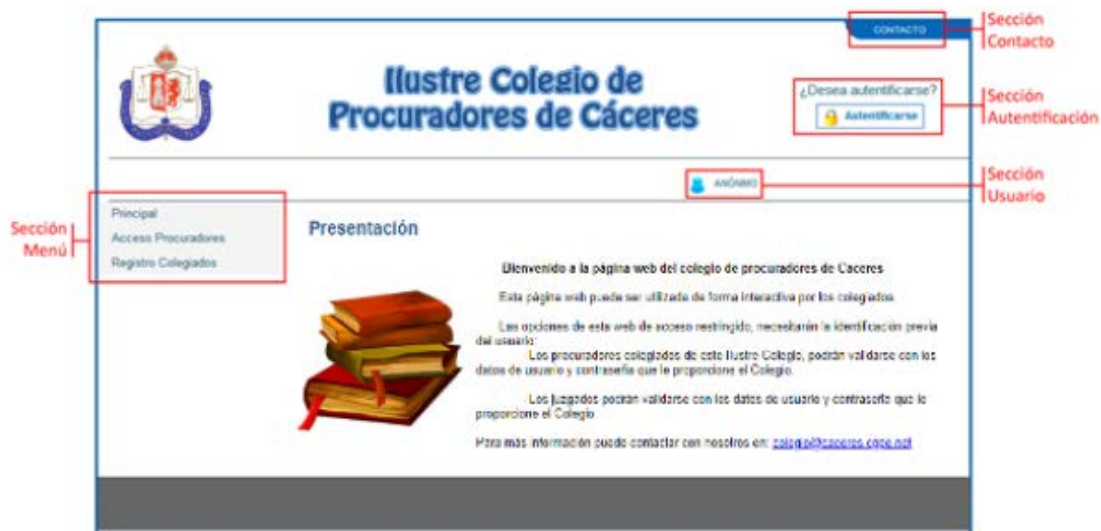 CONTACTO
Sección
Contacto
Ilustre Colegio de
Procuradores de Cáceres
¿Desea autentificarse?
Autentificarse
Sección
Autentificación
ANÓNIMO
Sección
Usuario
Sección
Menú
Principal
Acceso Procuradores
Registro Colegiados
Presentación
Bienvenido a la página web del colegio de procuradores de Caceres
Esta página web puede ser utilizada de forma interactiva por los colegiados.
Las opciones de esta web de acceso restringido, necesitarán la identificación previa
del usuario:
Los procuradores colegiados de este Ilustre Colegio, podrán validarse con los
datos de usuario y contraseña que le proporcione el Colegio.
Los juzgados podrán validarse con los datos de usuario y contraseña que le
proporcione el Colegio.
Para más información puede contactar con nosotros en: colegio@caceres.cgpe.net